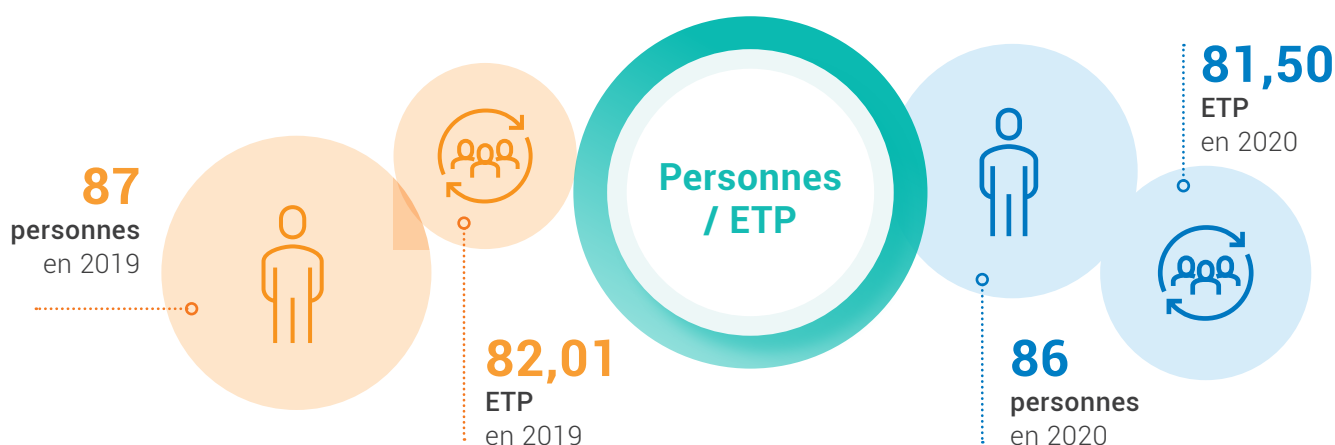 87
personnes
en 2019
82,01
ETP
en 2019
Personnes
/ ETP
86
personnes
en 2020
81,50
ETP
en 2020